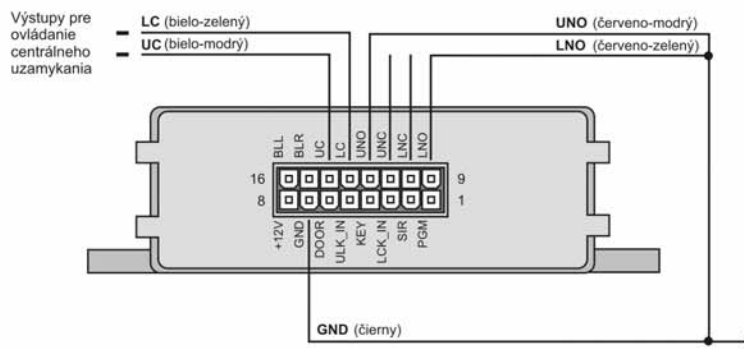 Výstupy pre
ovládanie
centrálneho
uzamykania
LC (bielo-zelený)
UC (bielo-modrý)
UNO (červeno-modrý)
LNO (červeno-zelený)
BLL
BLR
UC
LC
UNO
UNC
LNC
LNO
16
9
8
1
+12V
GND
DOOR
ULK_IN
KEY
LCK_IN
SIR
PGM
GND (čierny)